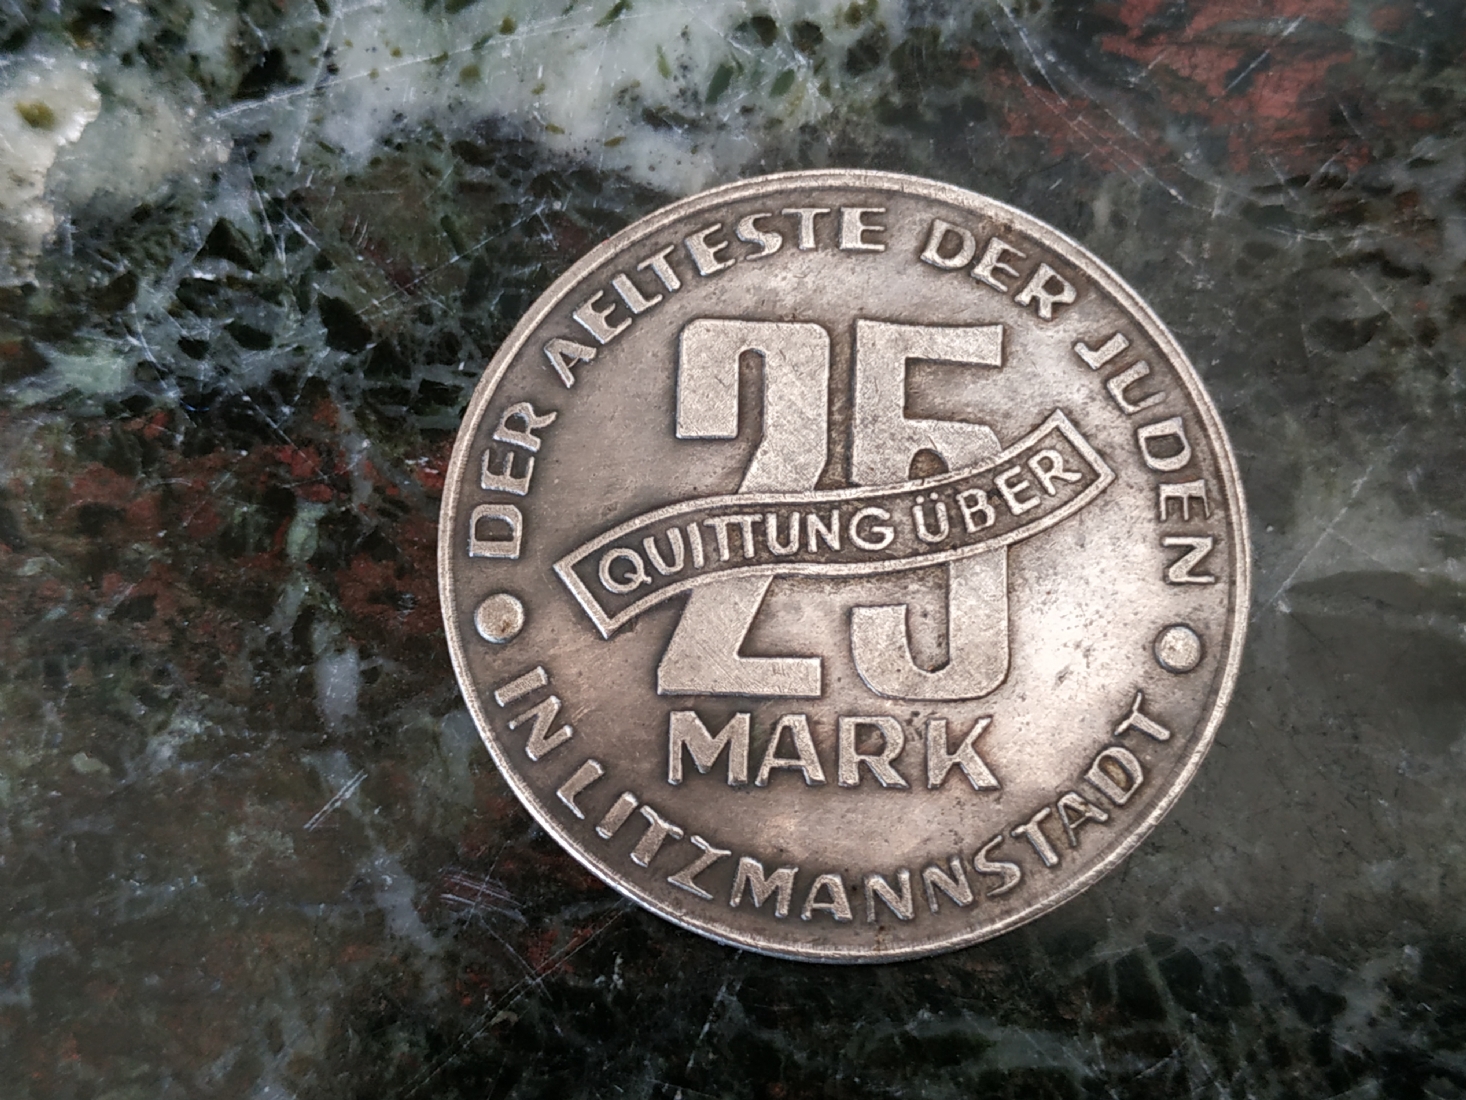 DER AELTESTE DER JUDEN
25
QUITTUNG ÜBER
MARK
IN LITZMANNSTADT